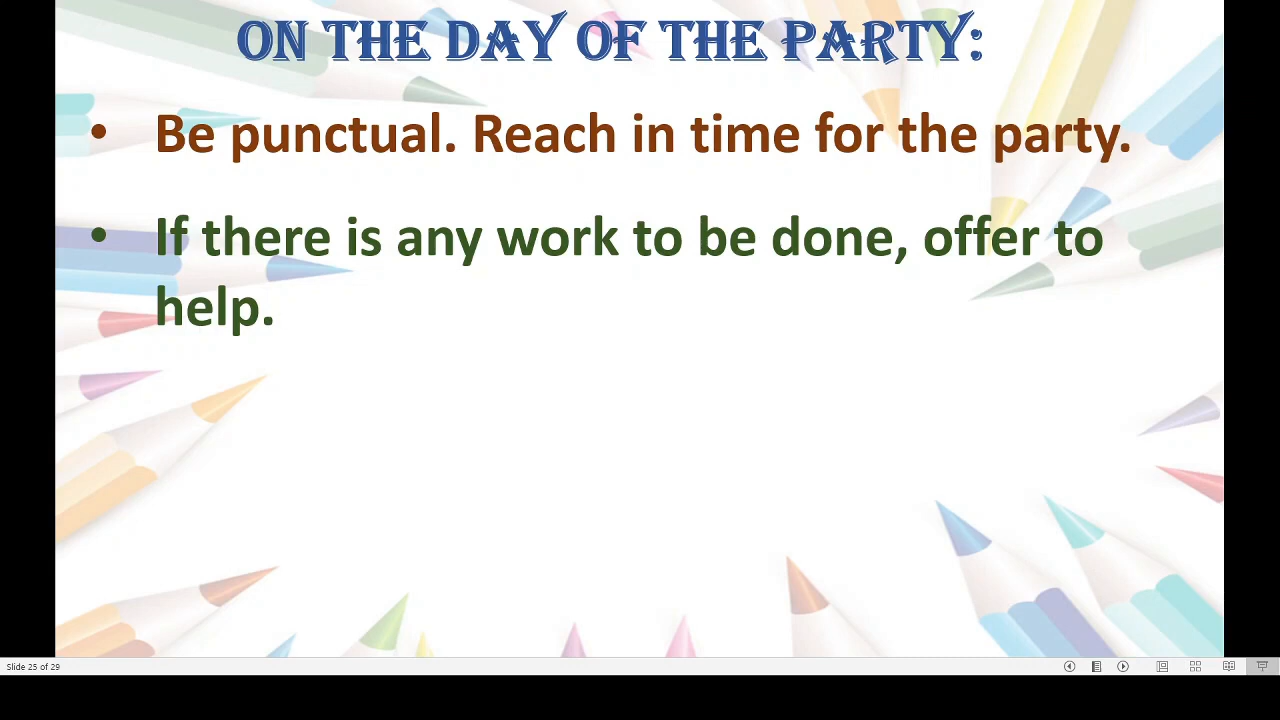 ON THE DAY OF THE PARTY:
• Be punctual. Reach in time for the party.
• If there is any work to be done, offer to
help.
Slide 25 of 29